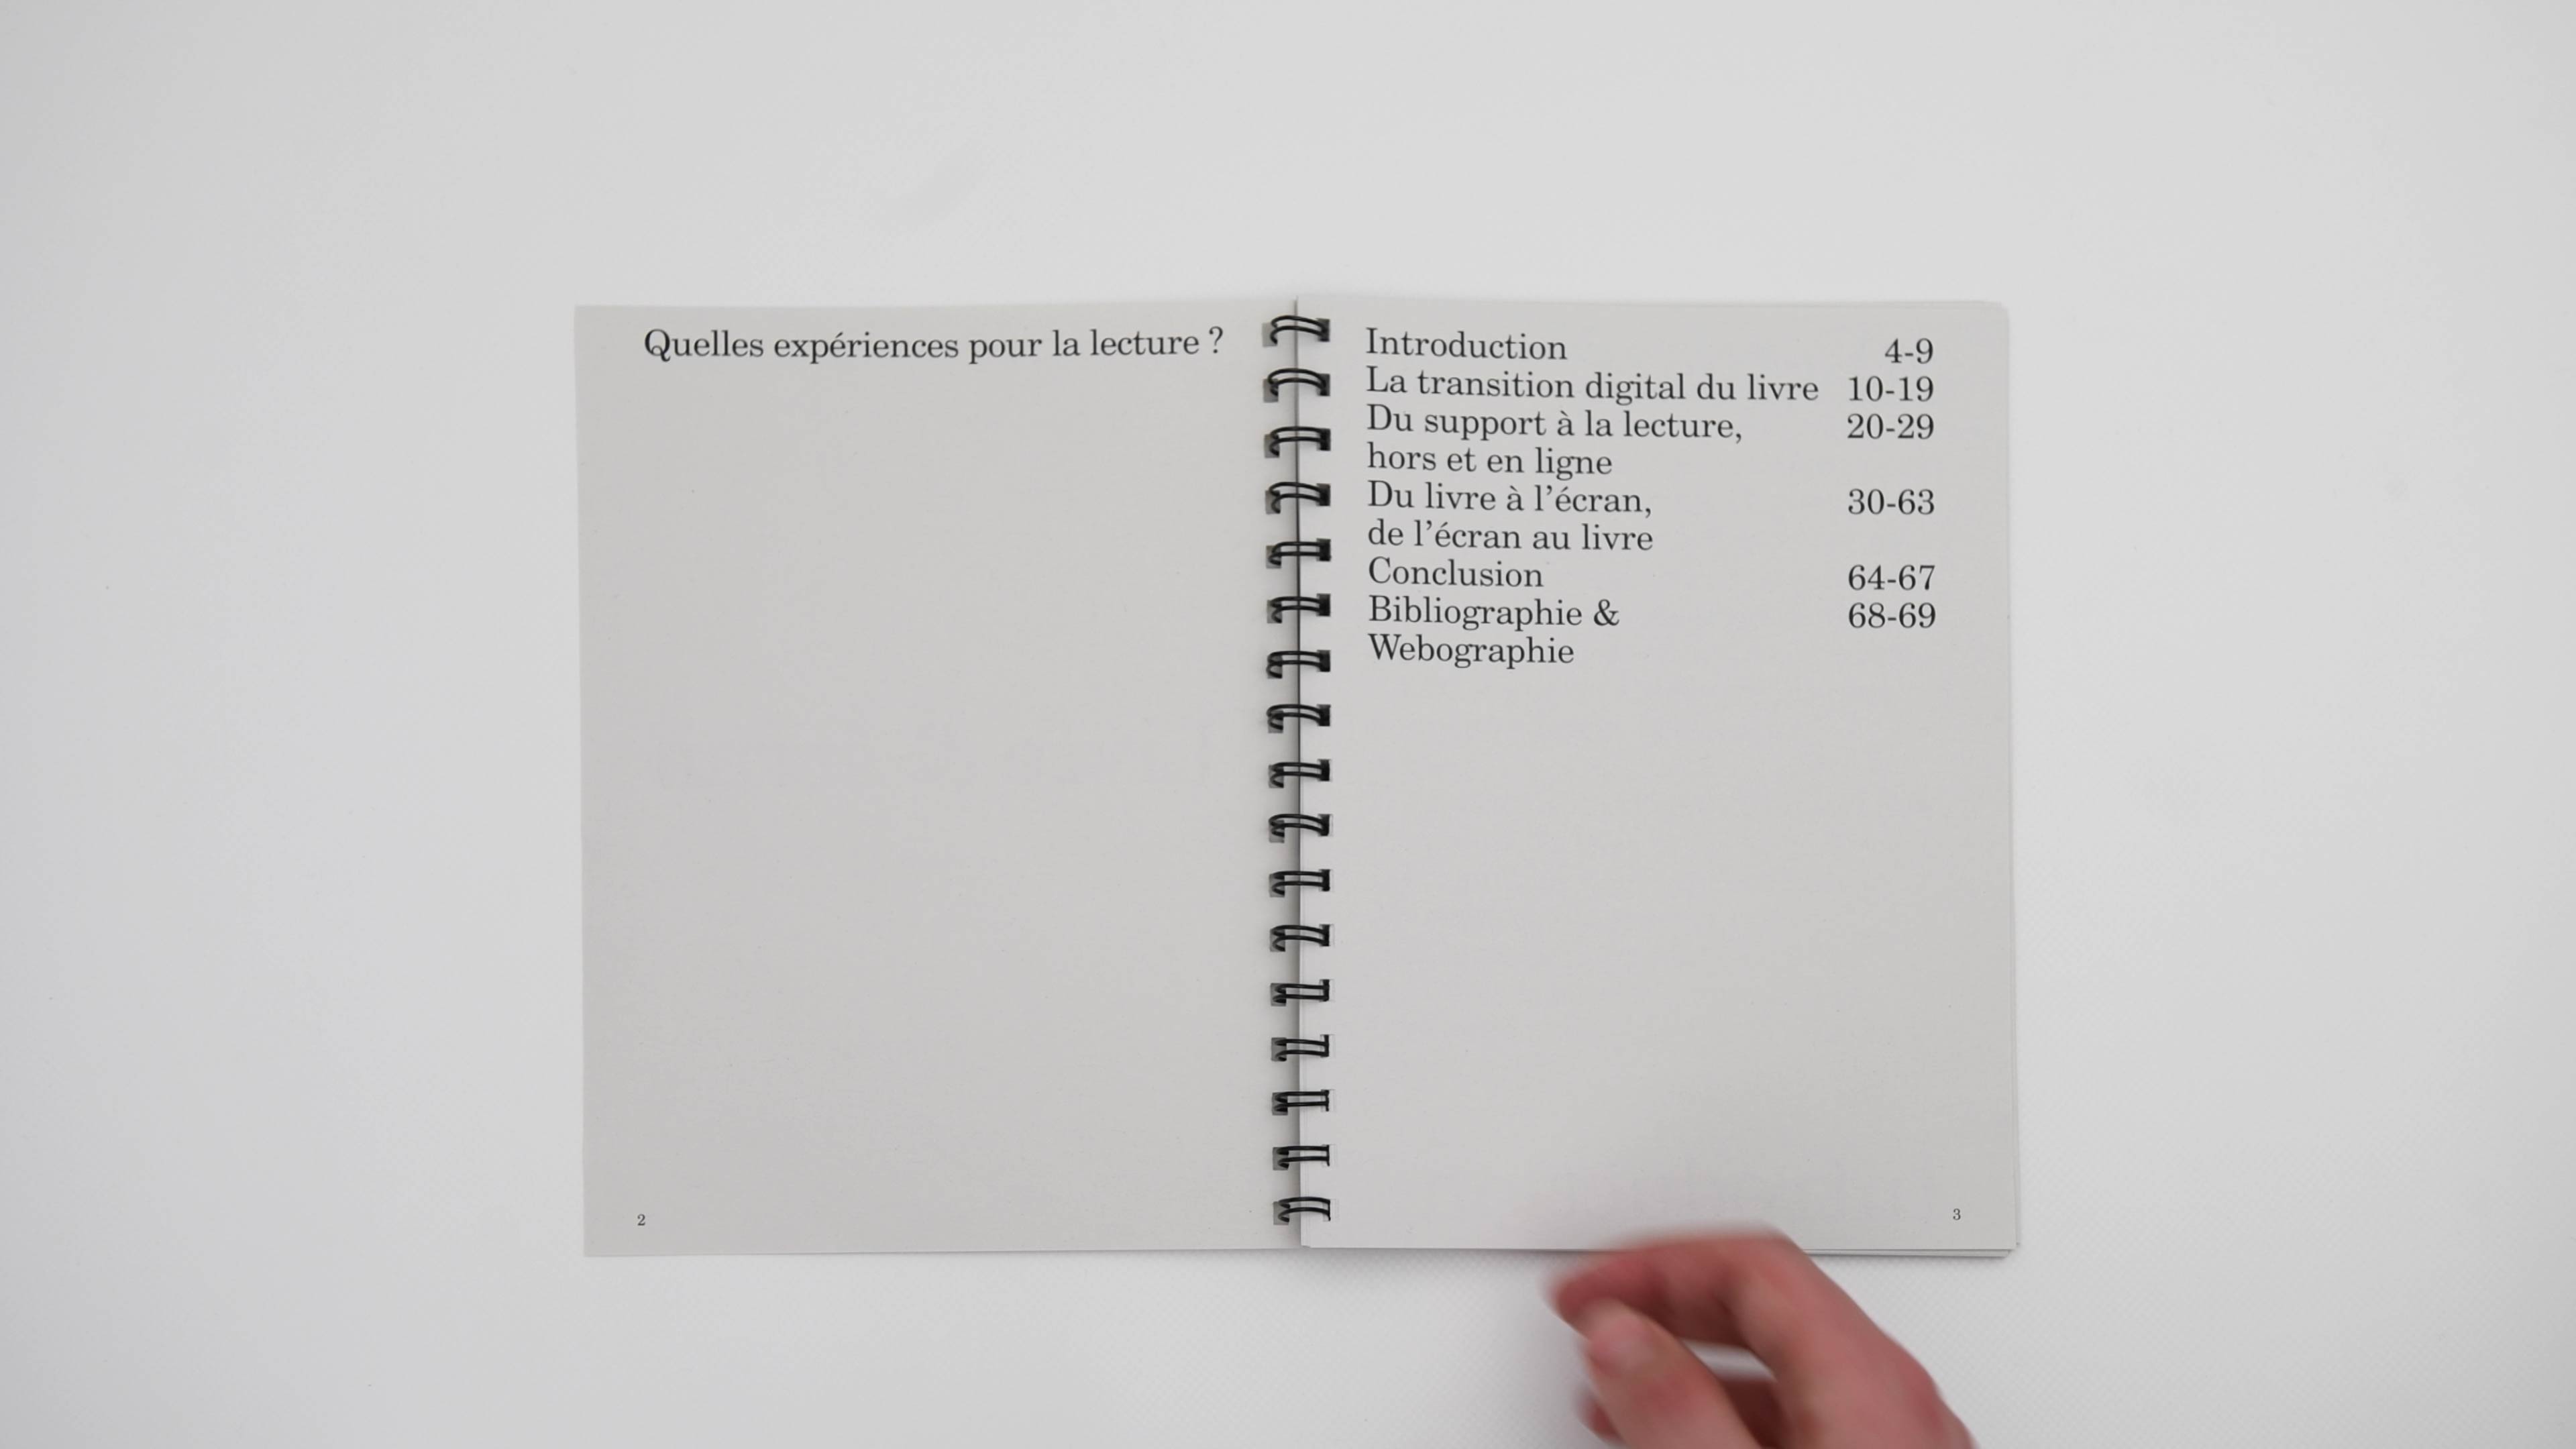 Quelles expériences pour la lecture ?
2
Introduction 4-9
La transition digital du livre 10-19
Du support à la lecture, 20-29
hors et en ligne
Du livre à l’écran, 30-63
de l’écran au livre
Conclusion 64-67
Bibliographie & 68-69
Webographie
3